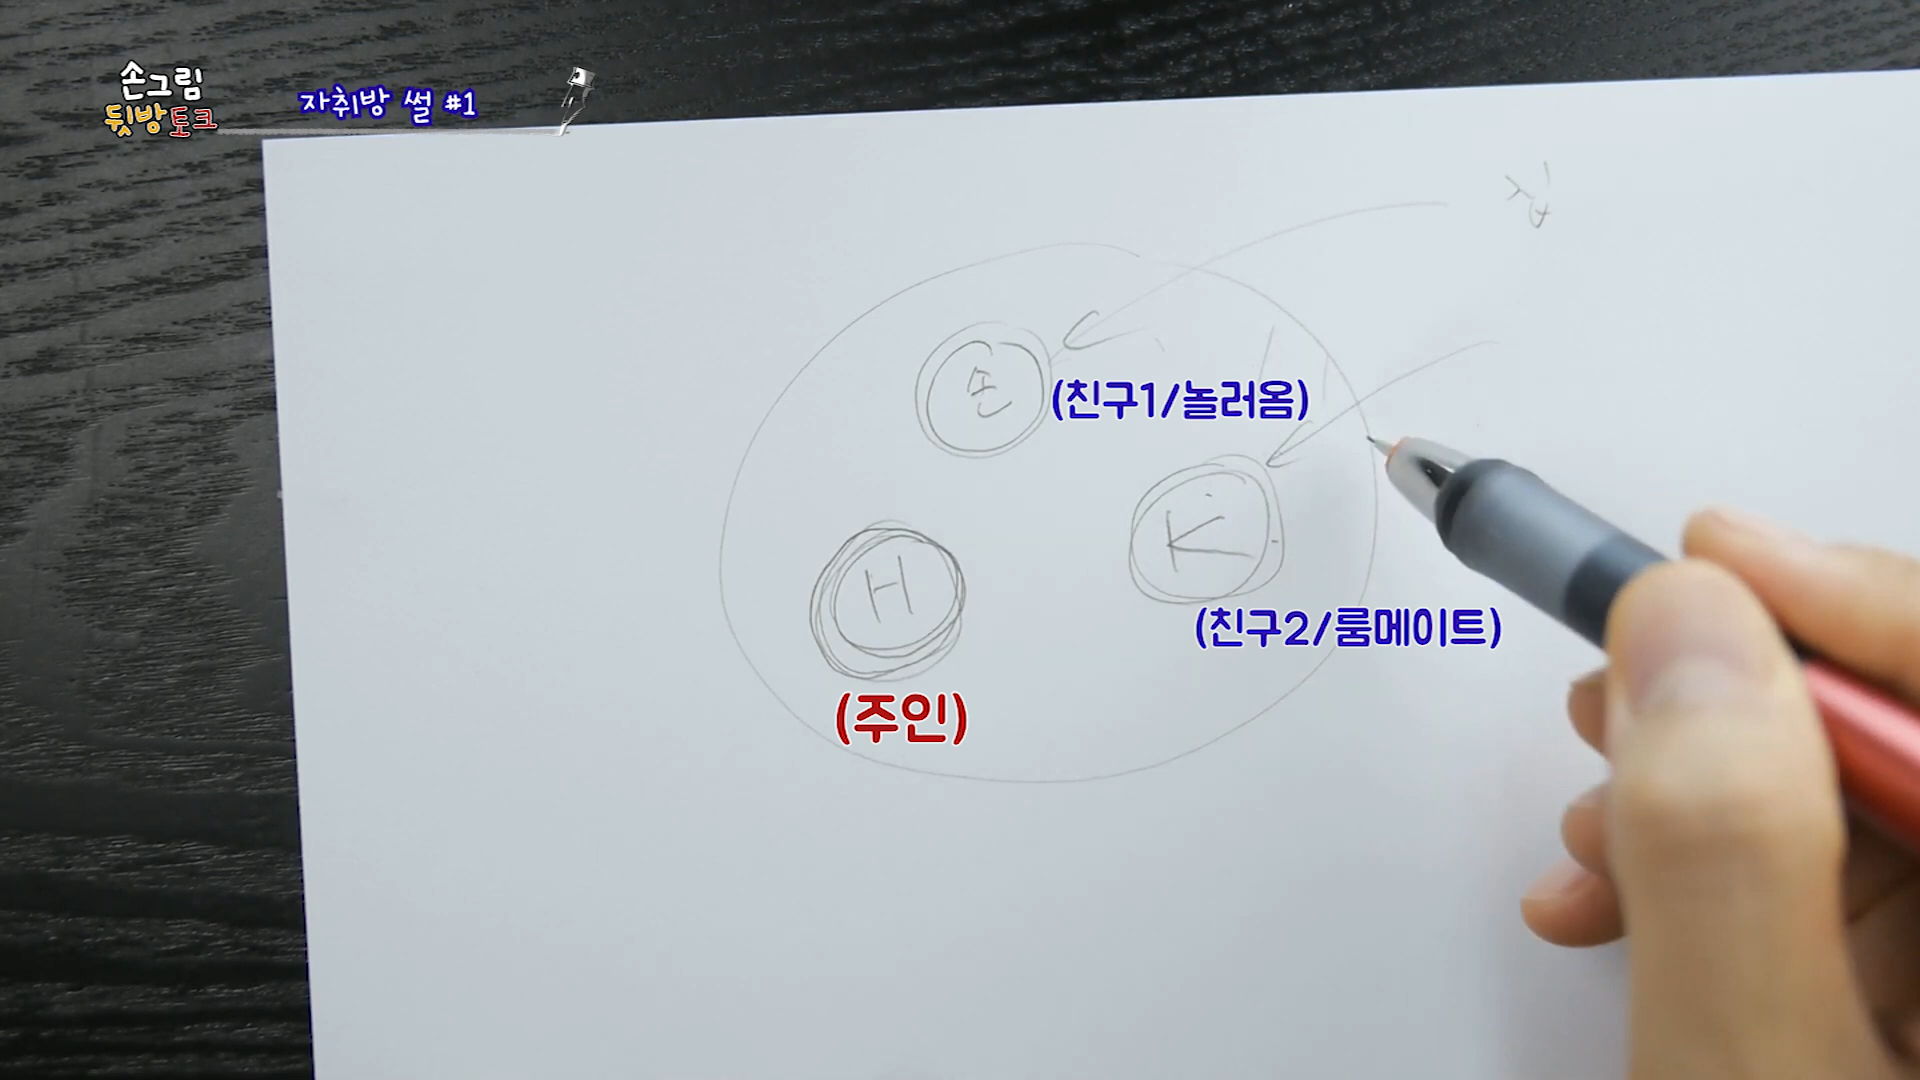 손그림
뒷방토크
자취방 썰 #1
손
(친구1/놀러옴)
K
(친구2/룸메이트)
H
(주인)